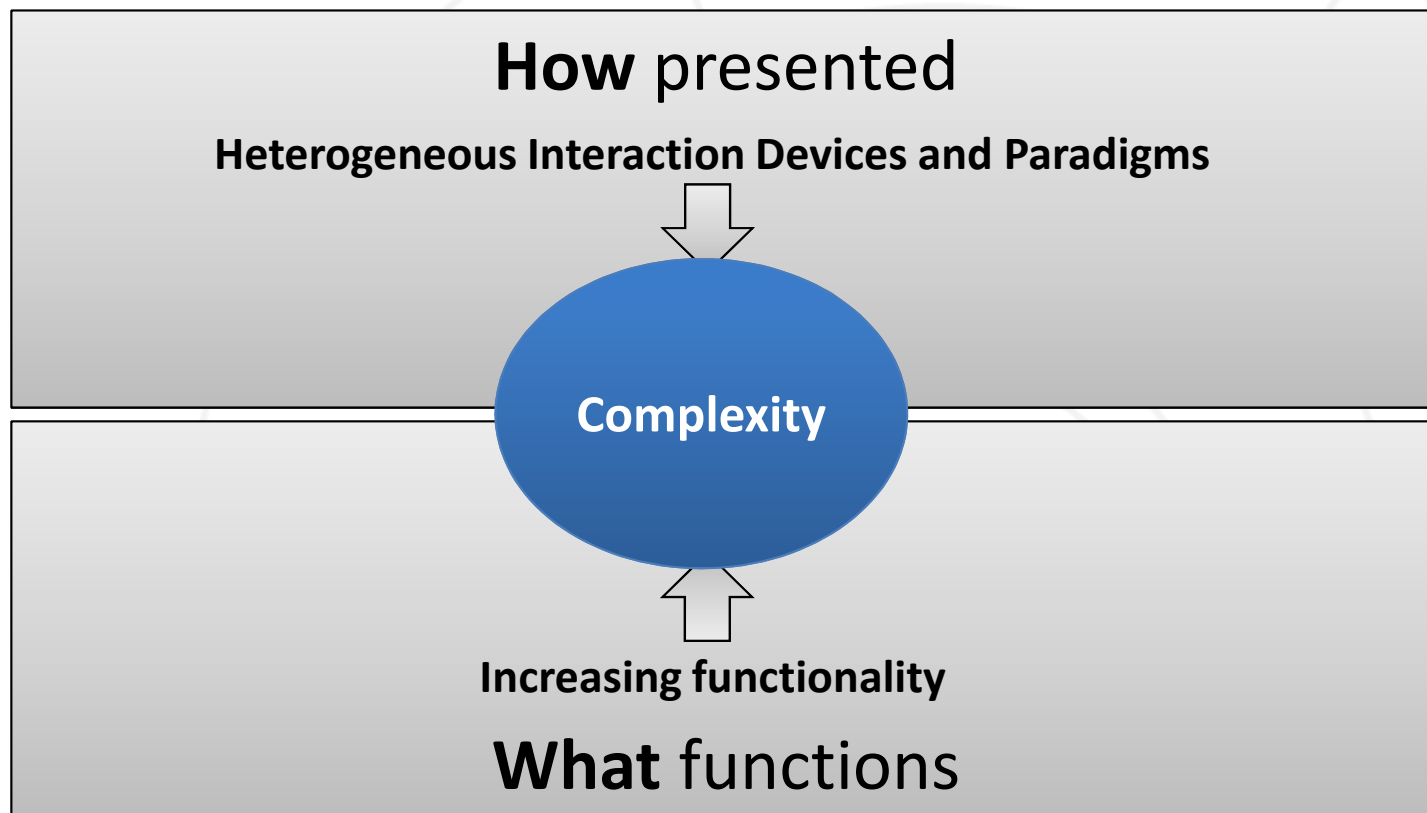 How presented
Heterogeneous Interaction Devices and Paradigms
Complexity
Increasing functionality
What functions